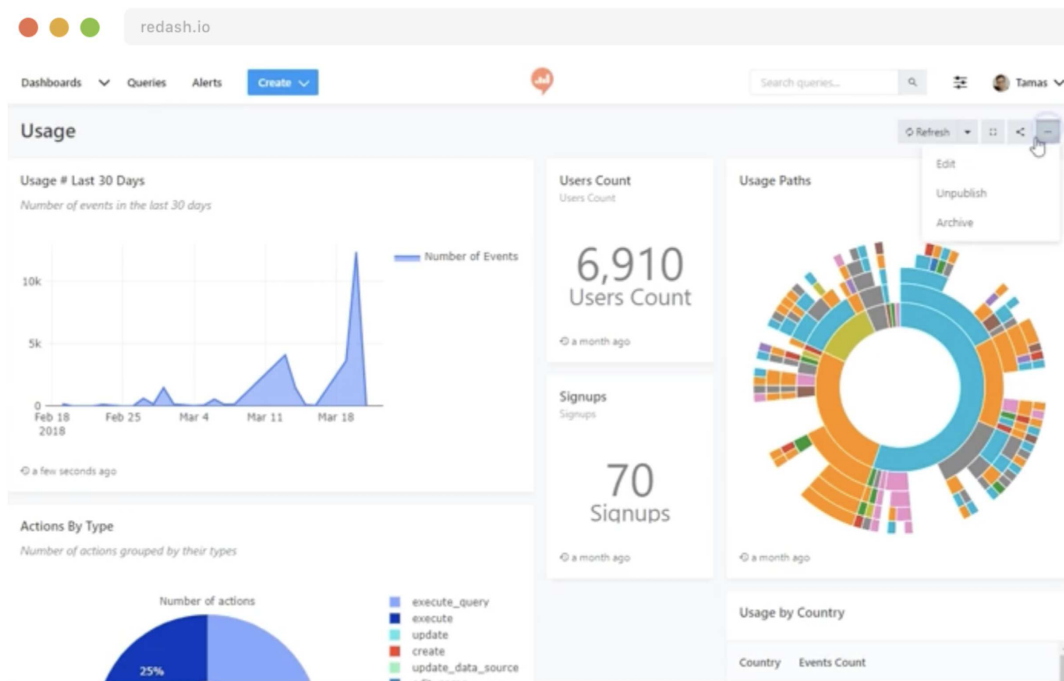 redash.io
Dashboards Queries Alerts Create Search queries... Tamas
Usage
Refresh
Edit
Unpublish
Archive
Usage # Last 30 Days
Number of events in the last 30 days
Number of Events
10k
5k
0
Feb 18 Feb 25 Mar 4 Mar 11 Mar 18
2018
a few seconds ago
Users Count
Users Count
6,910
Users Count
a month ago
Signups
Signups
70
Signups
a month ago
Usage Paths
a month ago
Actions By Type
Number of actions grouped by their types
Number of actions
25%
execute_query
execute
update
create
update_data_source
Usage by Country
Country Events Count